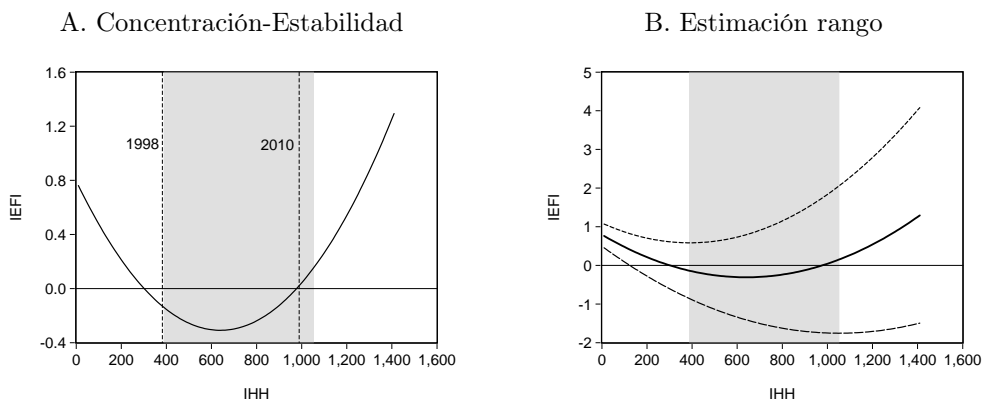 A. Concentración-Estabilidad
1.6
1.2
0.8
0.4
0.0
-0.4
IEFI
1998
2010
0 200 400 600 800 1,000 1,200 1,400 1,600
IHH
B. Estimación rango
5
4
3
2
1
0
-1
-2
IEFI
0 200 400 600 800 1,000 1,200 1,400 1,600
IHH